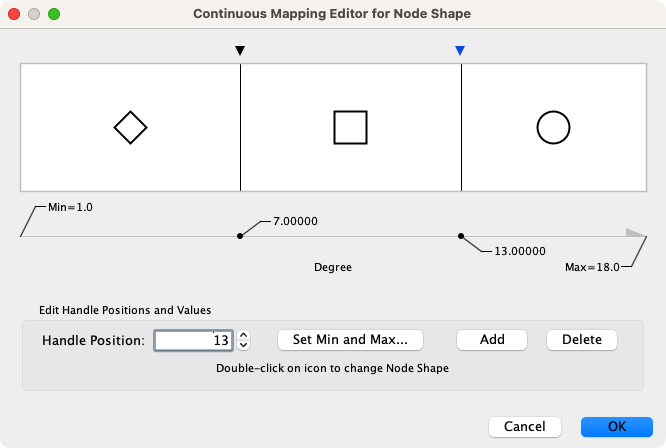 Continuous Mapping Editor for Node Shape
Min=1.0
7.00000
13.00000
Degree
Max=18.0
Edit Handle Positions and Values
Handle Position: 13 Set Min and Max... Add Delete
Double-click on icon to change Node Shape
Cancel OK